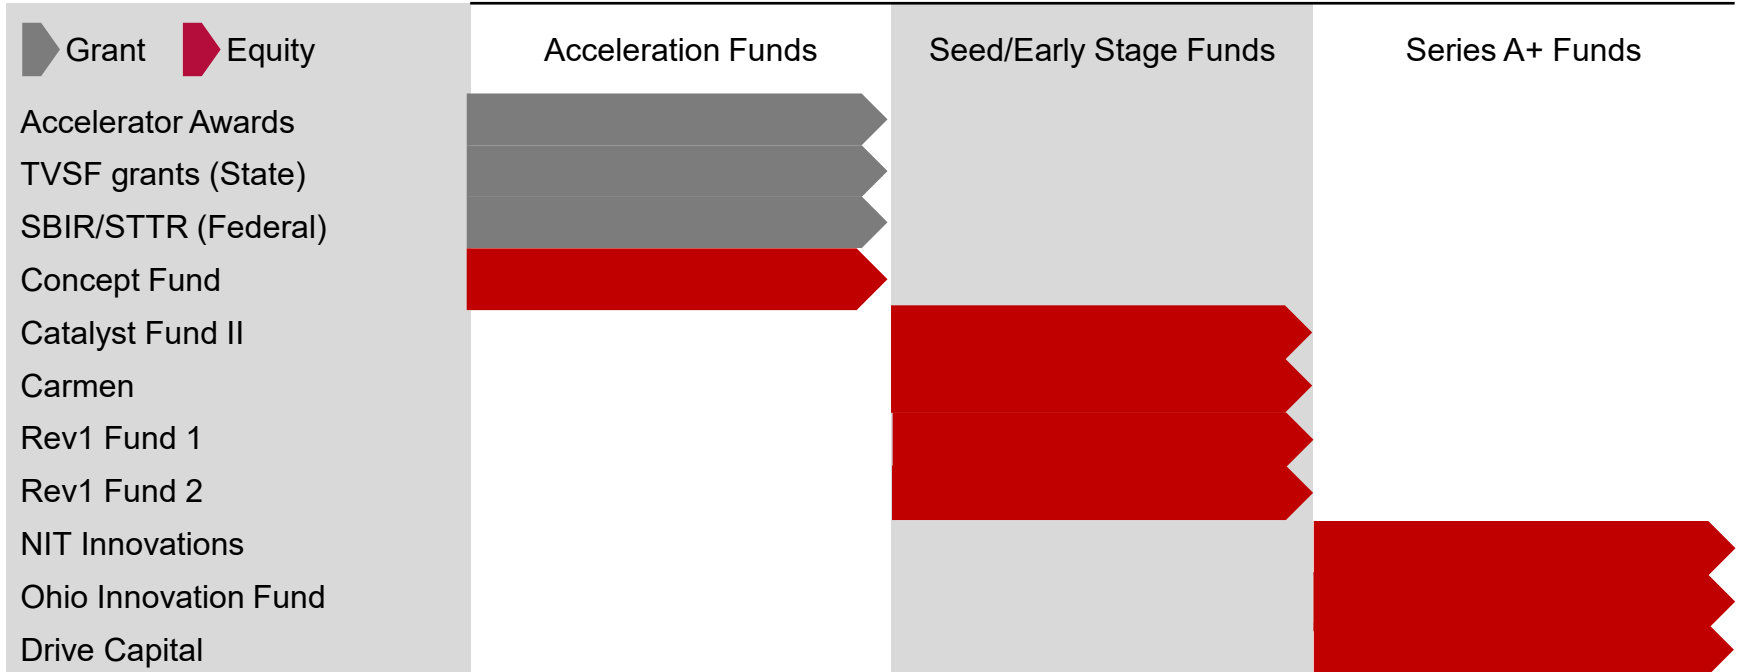 Grant Equity Acceleration Funds Seed/Early Stage Funds Series A+ Funds
Accelerator Awards
TVSF grants (State)
SBIR/STTR (Federal)
Concept Fund
Catalyst Fund II
Carmen
Rev1 Fund 1
Rev1 Fund 2
NIT Innovations
Ohio Innovation Fund
Drive Capital